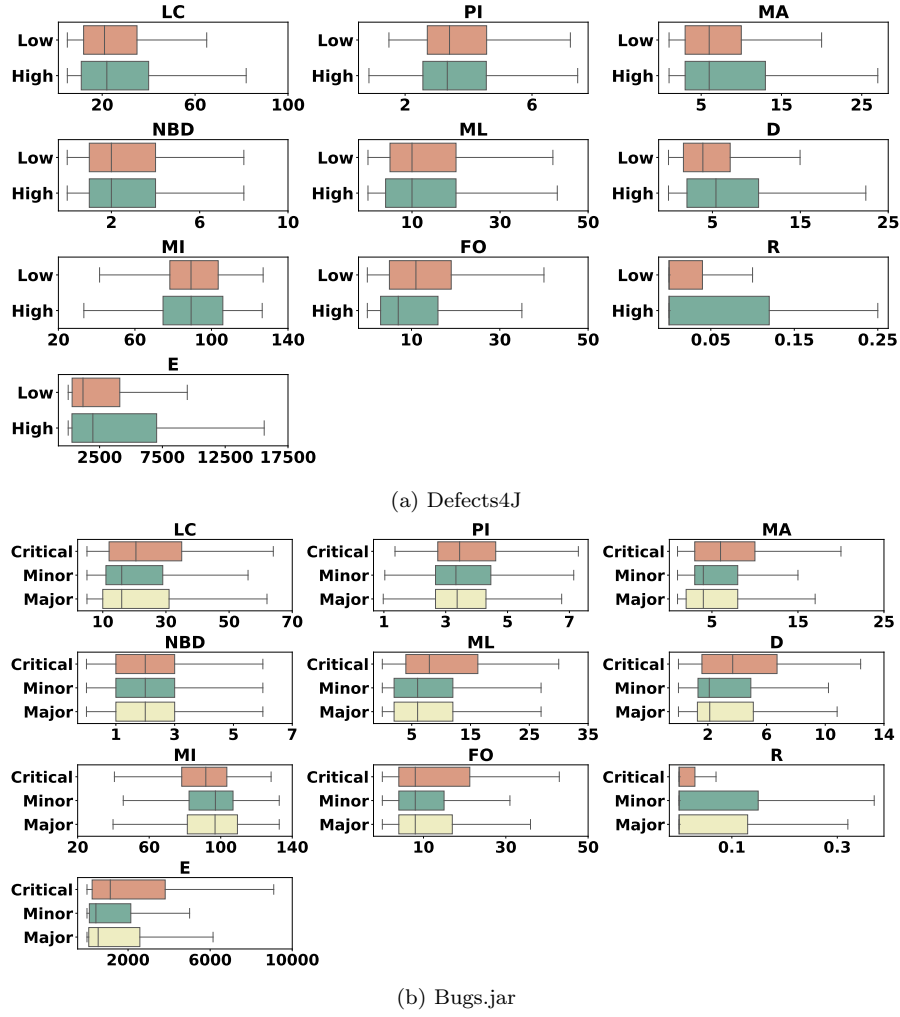 LC PI MA
Low Low Low
High High High
20 60 100 2 6 5 15 25
NBD ML D
Low Low Low
High High High
2 6 10 10 30 50 5 15 25
MI FO R
Low Low Low
High High High
20 60 100 140 10 30 50 0.05 0.15 0.25
E
Low
High
2500 7500 12500 17500
(a) Defects4J
LC PI MA
Critical Critical Critical
Minor Minor Minor
Major Major Major
10 30 50 70 1 3 5 7 5 15 25
NBD ML D
Critical Critical Critical
Minor Minor Minor
Major Major Major
1 3 5 7 5 15 25 35 2 6 10 14
MI FO R
Critical Critical Critical
Minor Minor Minor
Major Major Major
20 60 100 140 10 30 50 0.1 0.3
E
Critical
Minor
Major
2000 6000 10000
(b) Bugs.jar